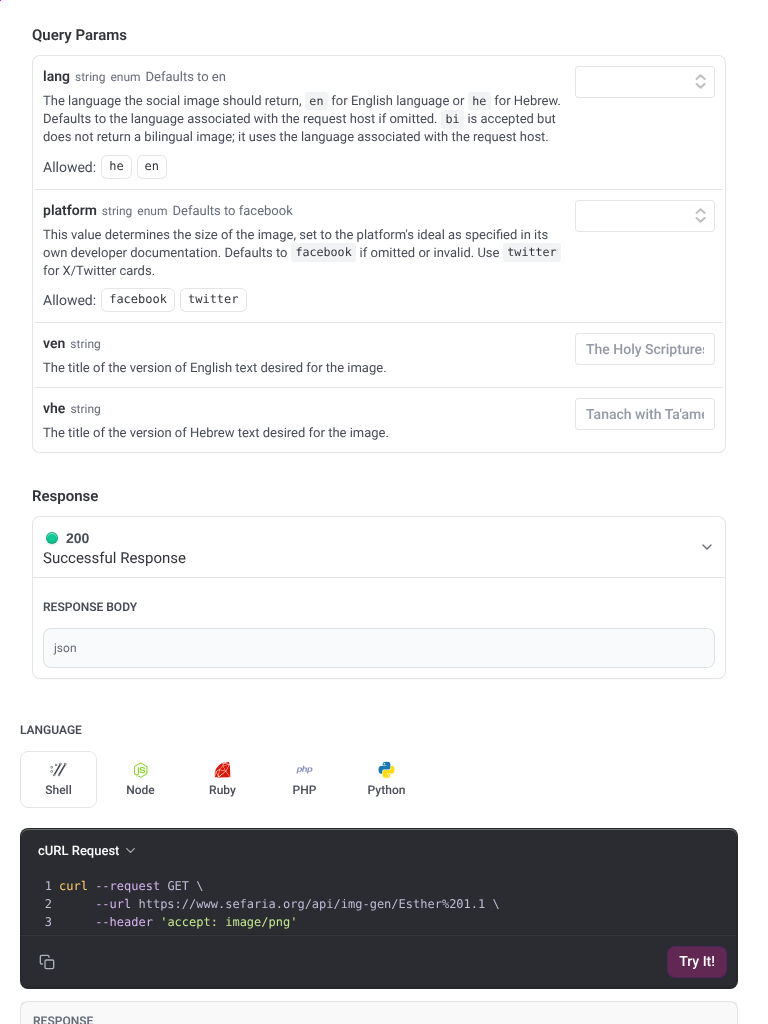 Query Params
lang string enum Defaults to en
The language the social image should return, en for English language or he for Hebrew.
Defaults to the language associated with the request host if omitted. bi is accepted but
does not return a bilingual image; it uses the language associated with the request host.
Allowed: he en
platform string enum Defaults to facebook
This value determines the size of the image, set to the platform's ideal as specified in its
own developer documentation. Defaults to facebook if omitted or invalid. Use twitter
for X/Twitter cards.
Allowed: facebook twitter
ven string
The Holy Scriptures
The title of the version of English text desired for the image.
vhe string
Tanach with Ta'ame
The title of the version of Hebrew text desired for the image.
Response
200
Successful Response
RESPONSE BODY
json
LANGUAGE
Shell Node Ruby PHP Python
cURL Request
1 curl --request GET \
2 --url https://www.sefaria.org/api/img-gen/Esther%201.1 \
3 --header 'accept: image/png'
Try It!
RESPONSE